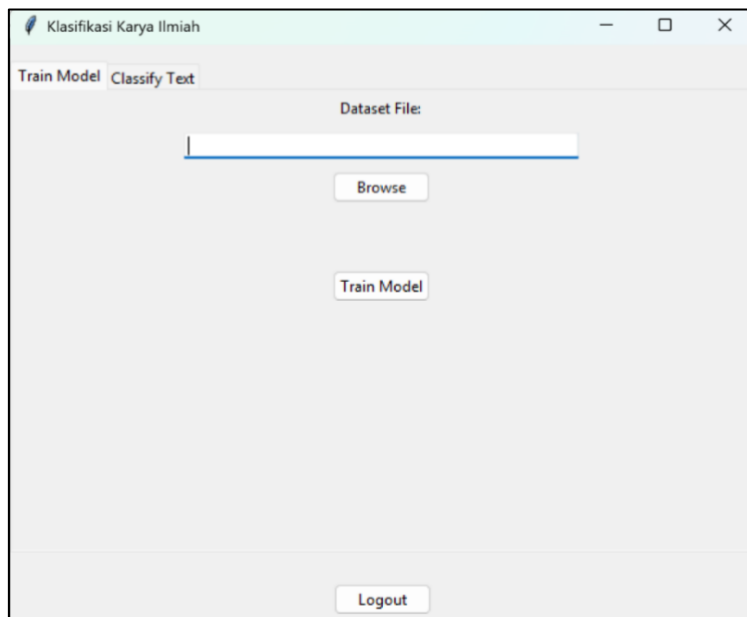 Klasifikasi Karya Ilmiah
Train Model Classify Text
Dataset File:
Browse
Train Model
Logout